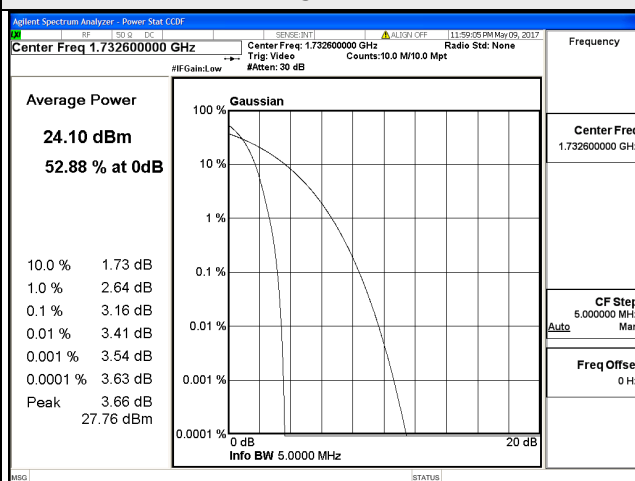 Agilent Spectrum Analyzer - Power Stat CCDF
RF 50 Ω DC SENSE:INT ALIGN OFF 11:59:05 PM May 09, 2017
Center Freq 1.732600000 GHz
Center Freq: 1.732600000 GHz Radio Std: None
Trig: Video Counts:10.0 M/10.0 Mpt
#IFGain:Low #Atten: 30 dB
Frequency
Average Power
24.10 dBm
52.88 % at 0dB
10.0 % 1.73 dB
1.0 % 2.64 dB
0.1 % 3.16 dB
0.01 % 3.41 dB
0.001 % 3.54 dB
0.0001 % 3.63 dB
Peak 3.66 dB
27.76 dBm
Gaussian
100 %
10 %
1 %
0.1 %
0.01 %
0.001 %
0.0001 %
0 dB 20 dB
Info BW 5.0000 MHz
Center Freq
1.732600000 GHz
CF Step
5.000000 MHz
Auto Man
Freq Offset
0 Hz
MSG STATUS